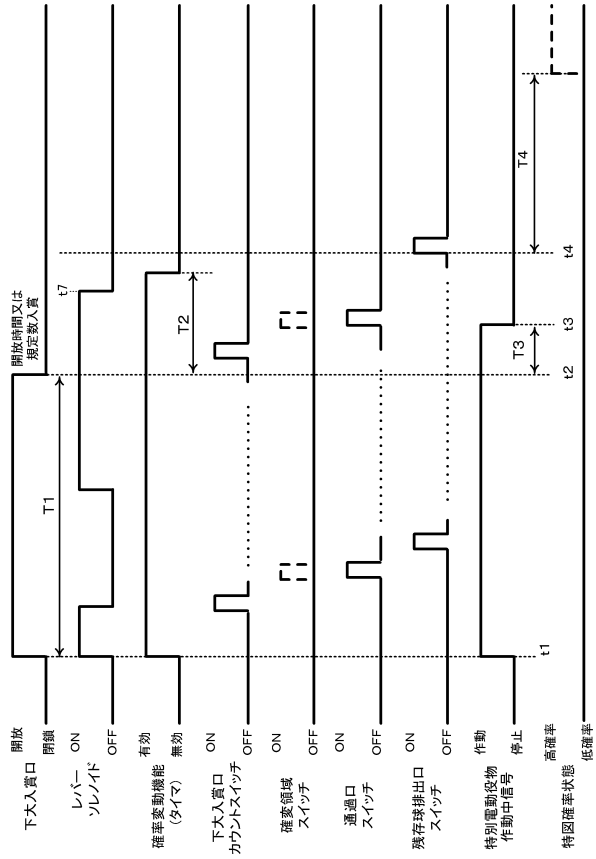 下大入賞口
開放
閉鎖
開放時間又は
規定数入賞
T1
レバー
ソレノイド
ON
OFF
t7
確率変動機能
(タイマ)
有効
無効
T2
下大入賞口
カウントスイッチ
ON
OFF
確変領域
スイッチ
ON
OFF
通過口
スイッチ
ON
OFF
残存球排出口
スイッチ
ON
OFF
特別電動役物
作動中信号
作動
停止
T3
T4
t1
t2
t3
t4
特図確率状態
高確率
低確率